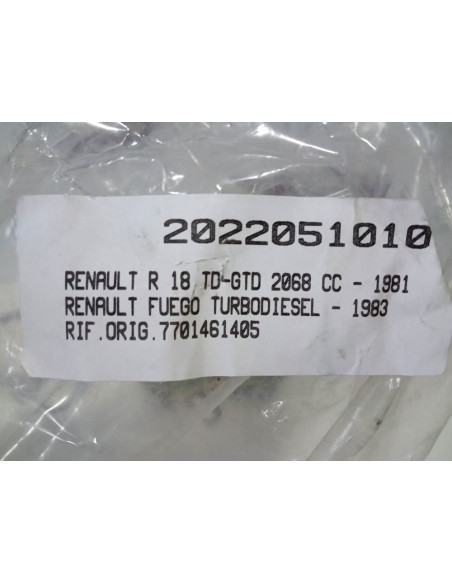 2022051010
RENAULT R 18 TD-GTD 2068 CC - 1981
RENAULT FUEGO TURBODIESEL - 1983
RIF.ORIG.7701461405